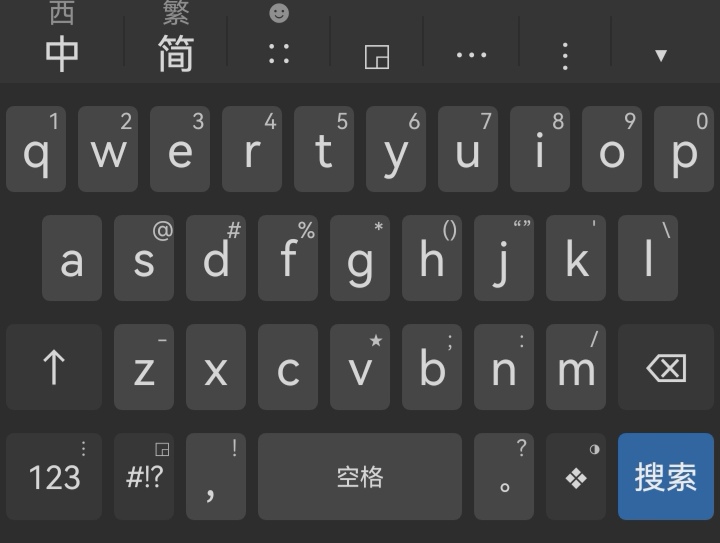 西 繁 ☻
中 简 ∷ ⋯ ⋮ ▼
1 2 3 4 5 6 7 8 9 0
q w e r t y u i o p
@ # % * () “” ' \
a s d f g h j k l
- ★ ; : /
↑ z x c v b n m ⌫
⋮ ! ? ◑
123 #!? , 空格 。 ❖ 搜索